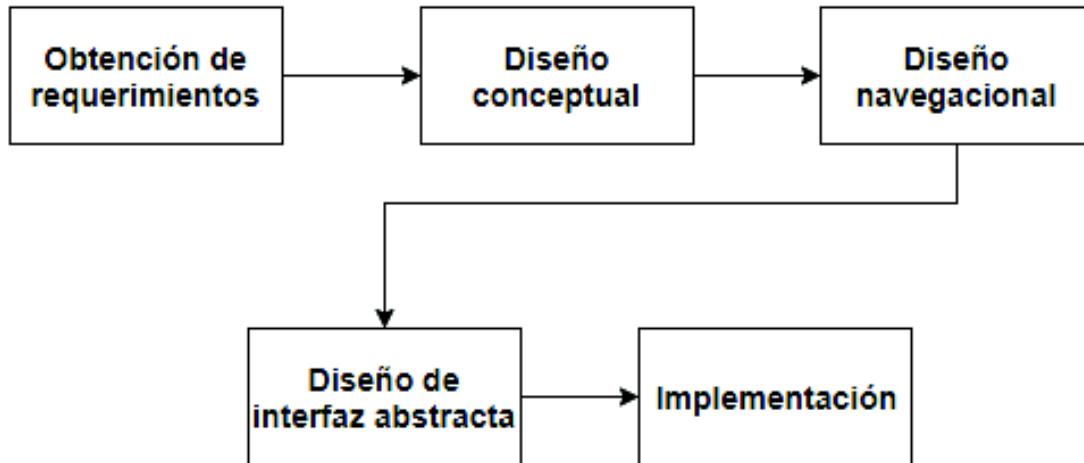 Obtención de
requerimientos
Diseño
conceptual
Diseño
navegacional
Diseño de
interfaz abstracta
Implementación